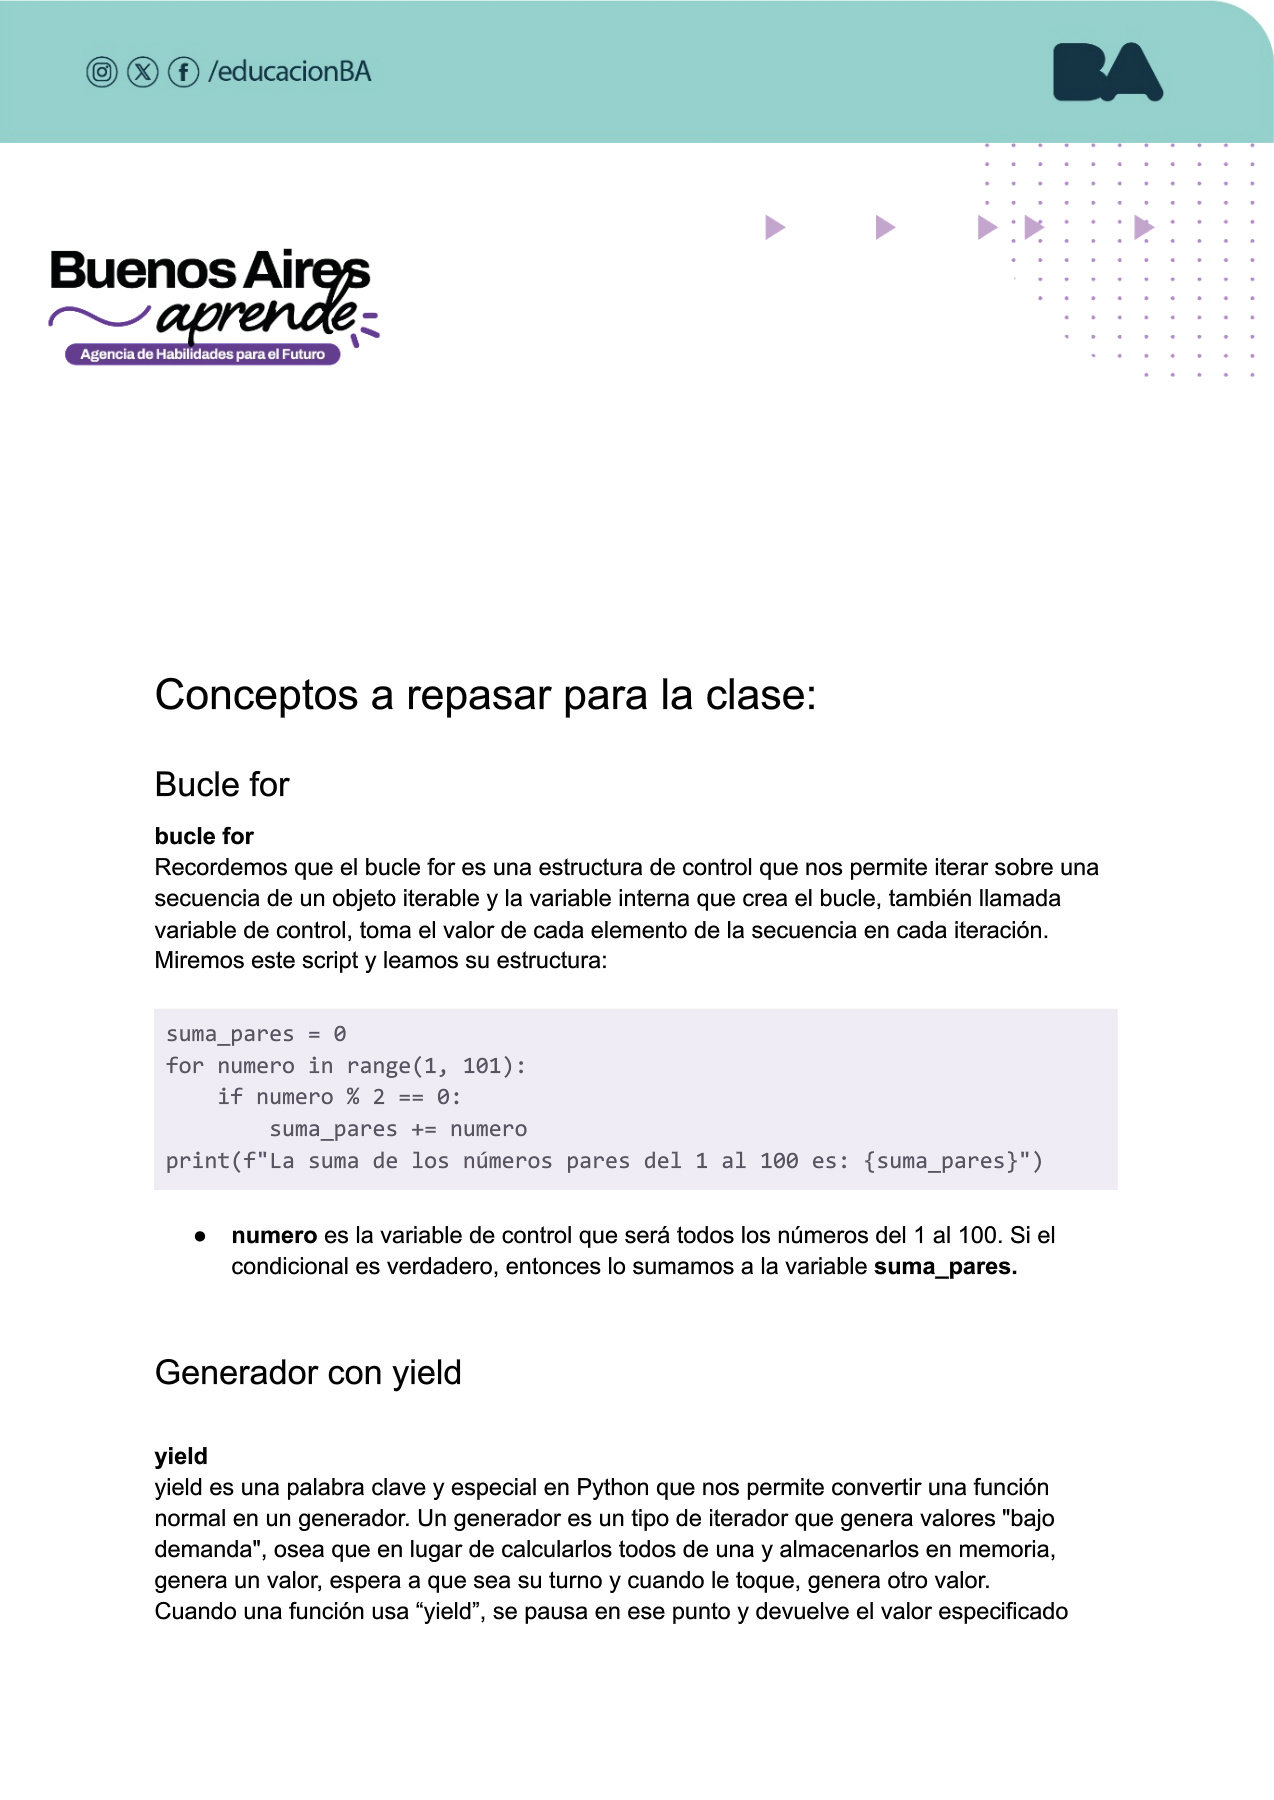 /educacionBA
BA
Buenos Aires
aprende
Agencia de Habilidades para el Futuro
Conceptos a repasar para la clase:
Bucle for
bucle for
Recordemos que el bucle for es una estructura de control que nos permite iterar sobre una
secuencia de un objeto iterable y la variable interna que crea el bucle, también llamada
variable de control, toma el valor de cada elemento de la secuencia en cada iteración.
Miremos este script y leamos su estructura:
suma_pares = 0
for numero in range(1, 101):
    if numero % 2 == 0:
        suma_pares += numero
print(f"La suma de los números pares del 1 al 100 es: {suma_pares}")
● numero es la variable de control que será todos los números del 1 al 100. Si el
condicional es verdadero, entonces lo sumamos a la variable suma_pares.
Generador con yield
yield
yield es una palabra clave y especial en Python que nos permite convertir una función
normal en un generador. Un generador es un tipo de iterador que genera valores "bajo
demanda", osea que en lugar de calcularlos todos de una y almacenarlos en memoria,
genera un valor, espera a que sea su turno y cuando le toque, genera otro valor.
Cuando una función usa “yield”, se pausa en ese punto y devuelve el valor especificado